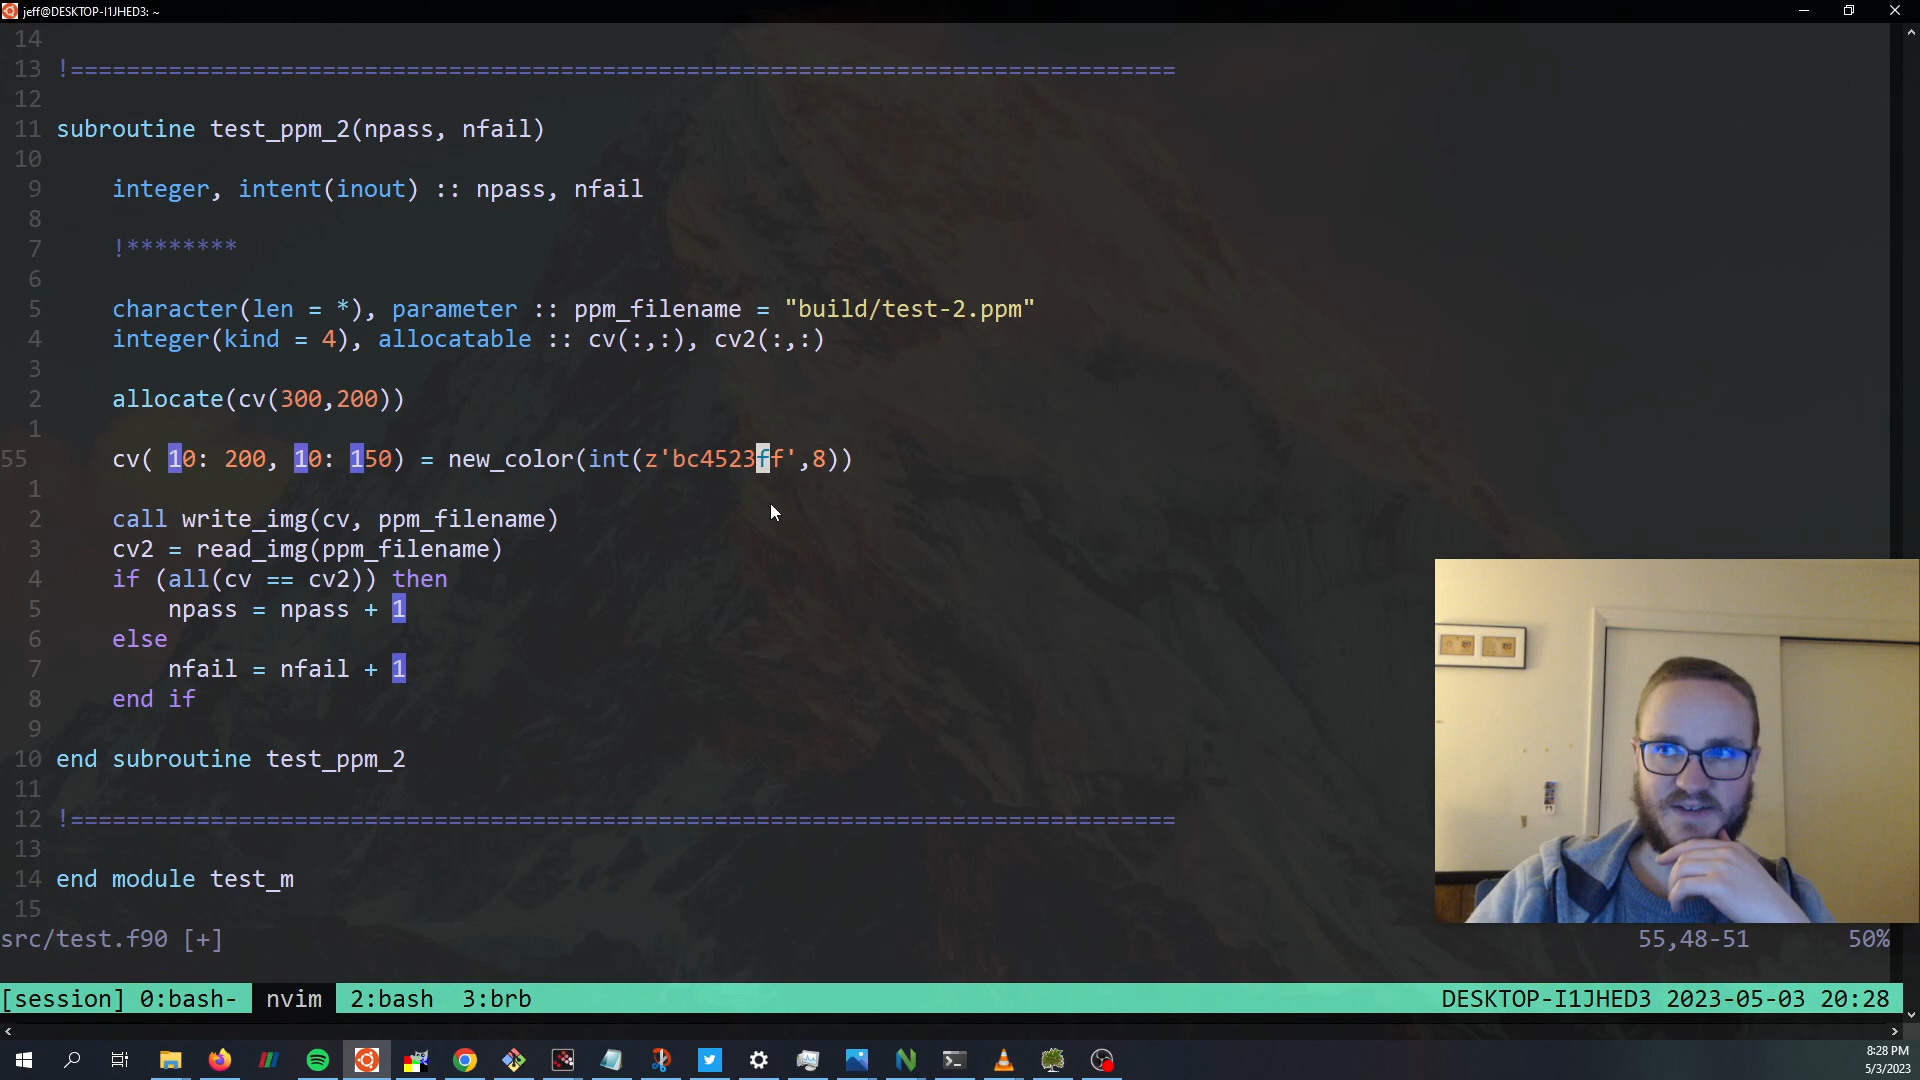 jeff@DESKTOP-I1JHED3: ~
14
13 !===============================================================================
12
11 subroutine test_ppm_2(npass, nfail)
10
9 integer, intent(inout) :: npass, nfail
8
7 !********
6
5 character(len = *), parameter :: ppm_filename = "build/test-2.ppm"
4 integer(kind = 4), allocatable :: cv(:,:), cv2(:,:)
3
2 allocate(cv(300,200))
1
55 cv( 10: 200, 10: 150) = new_color(int(z'bc4523ff',8))
1
2 call write_img(cv, ppm_filename)
3 cv2 = read_img(ppm_filename)
4 if (all(cv == cv2)) then
5 npass = npass + 1
6 else
7 nfail = nfail + 1
8 end if
9
10 end subroutine test_ppm_2
11
12 !===============================================================================
13
14 end module test_m
15
src/test.f90 [+] 55,48-51 50%
[session] 0:bash- nvim 2:bash 3:brb DESKTOP-I1JHED3 2023-05-03 20:28
8:28 PM
5/3/2023